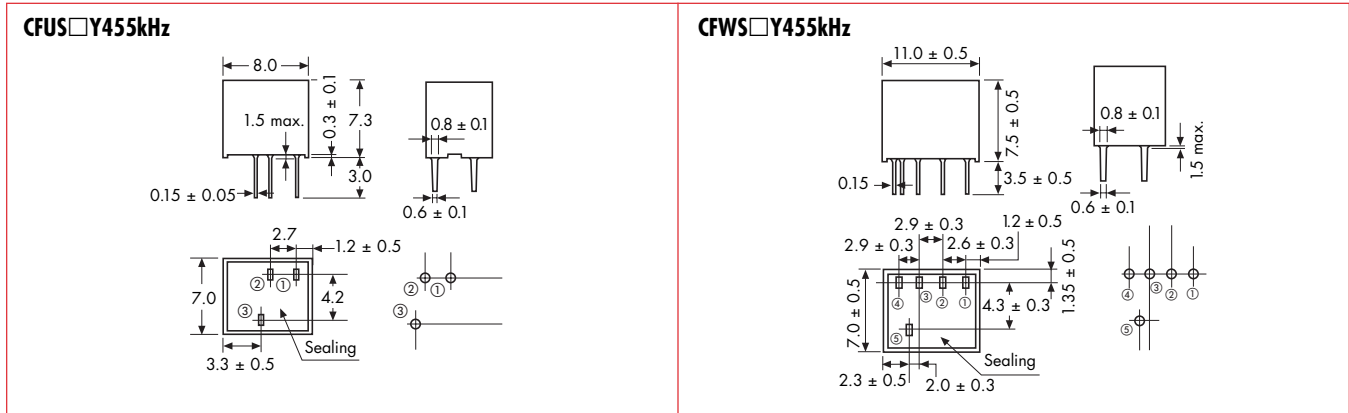 CFUS□Y455kHz
8.0
1.5 max.
0.3 ± 0.1
7.3
3.0
0.15 ± 0.05
0.8 ± 0.1
0.6 ± 0.1
2.7
1.2 ± 0.5
7.0
② ①
③
4.2
Sealing
3.3 ± 0.5
② ①
③
CFWS□Y455kHz
11.0 ± 0.5
7.5 ± 0.5
0.15
3.5 ± 0.5
0.8 ± 0.1
1.5 max.
0.6 ± 0.1
2.9 ± 0.3
2.9 ± 0.3
2.6 ± 0.3
1.2 ± 0.5
1.35 ± 0.5
7.0 ± 0.5
④ ③ ② ①
⑤
4.3 ± 0.3
Sealing
2.3 ± 0.5
2.0 ± 0.3
④ ③ ② ①
⑤